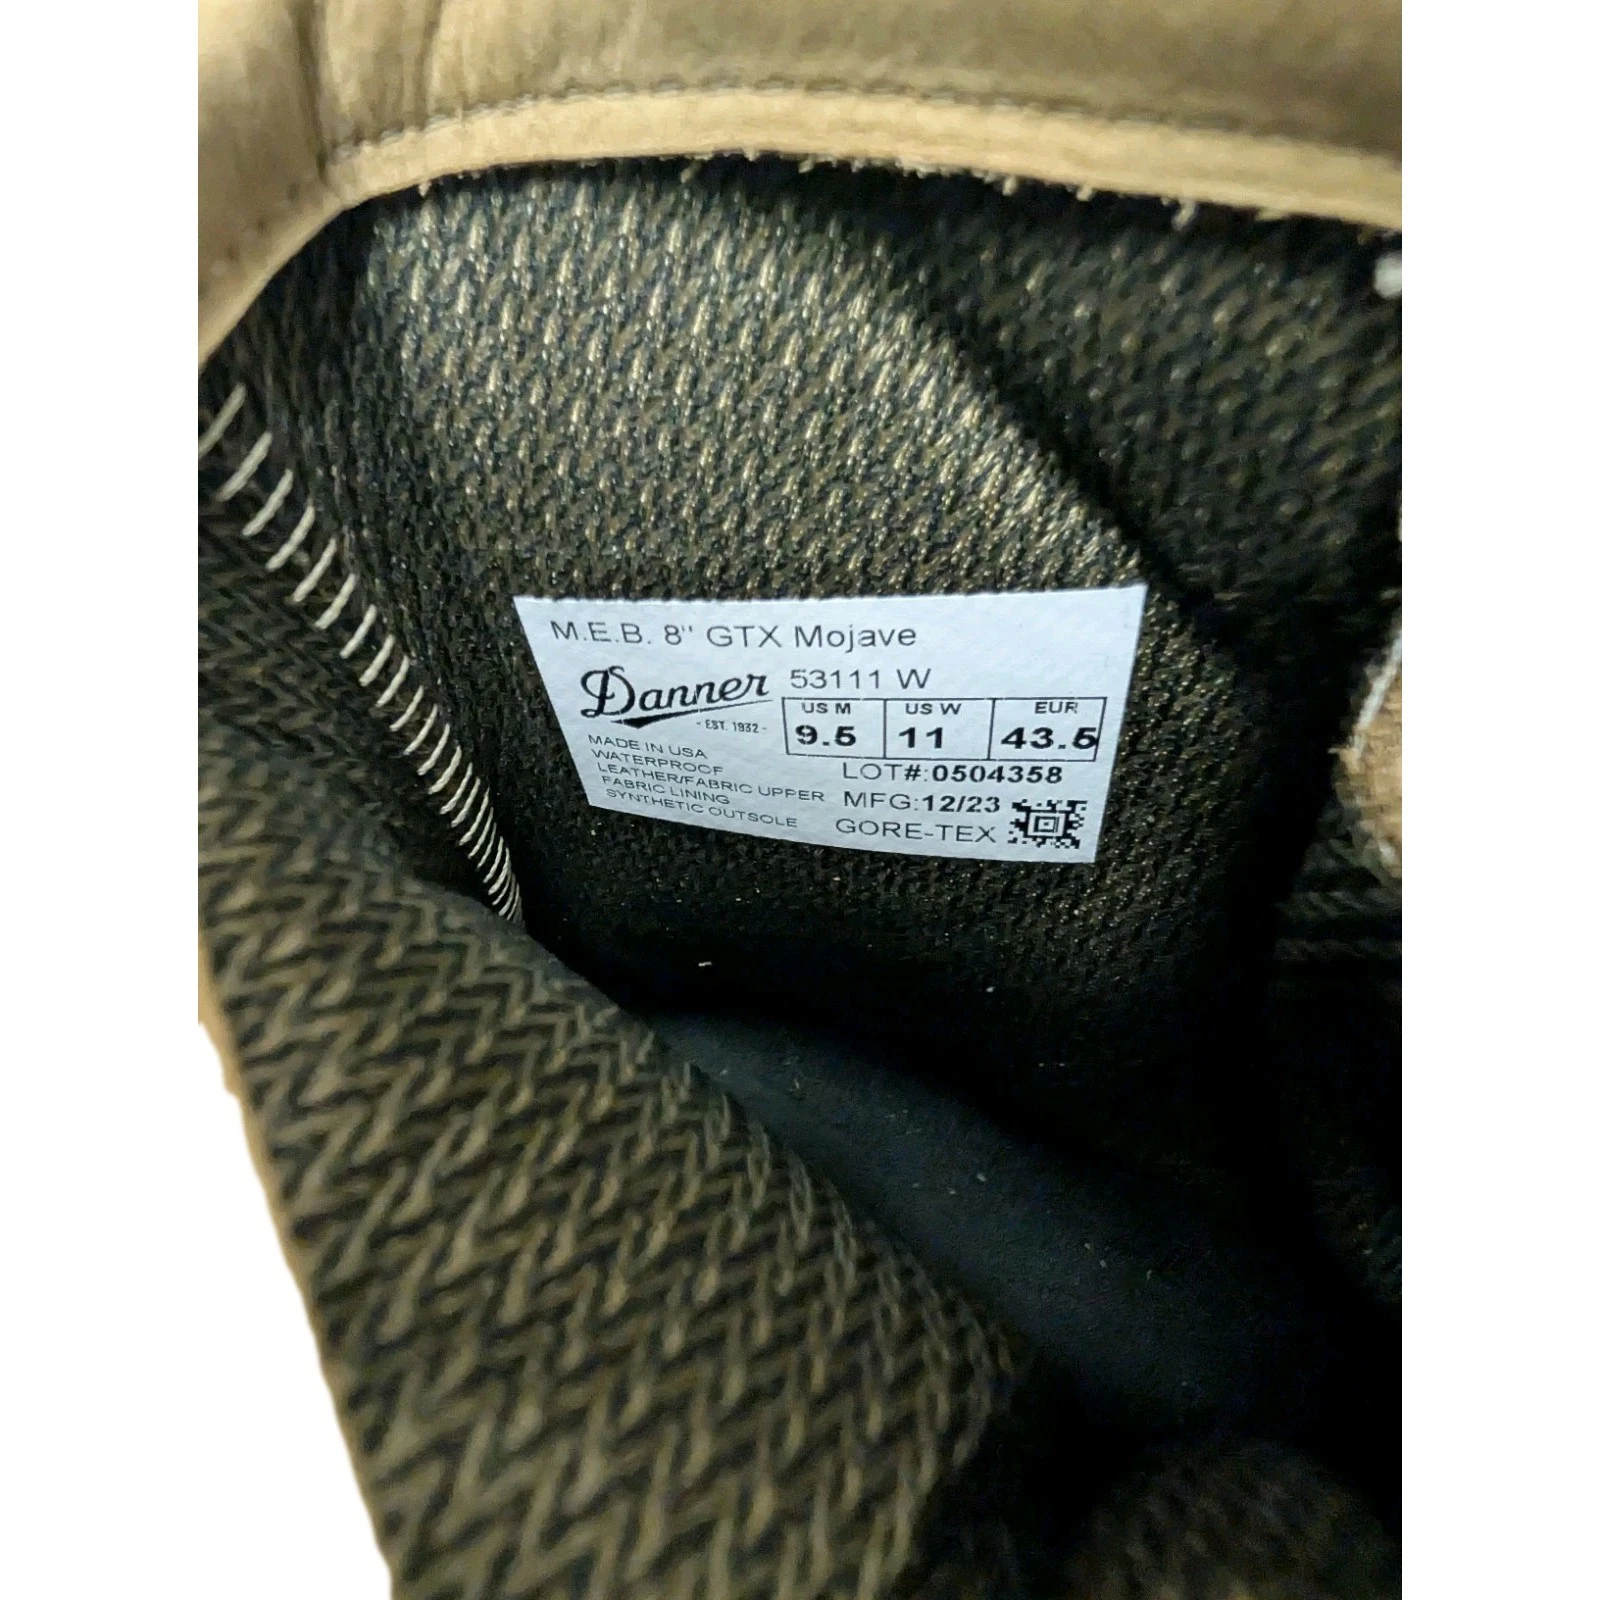 M.E.B. 8" GTX Mojave
Danner 53111 W
- EST. 1932 -
US M US W EUR
9.5 11 43.5
MADE IN USA
WATERPROOF
LEATHER/FABRIC UPPER
FABRIC LINING
SYNTHETIC OUTSOLE
LOT#:0504358
MFG:12/23
GORE-TEX